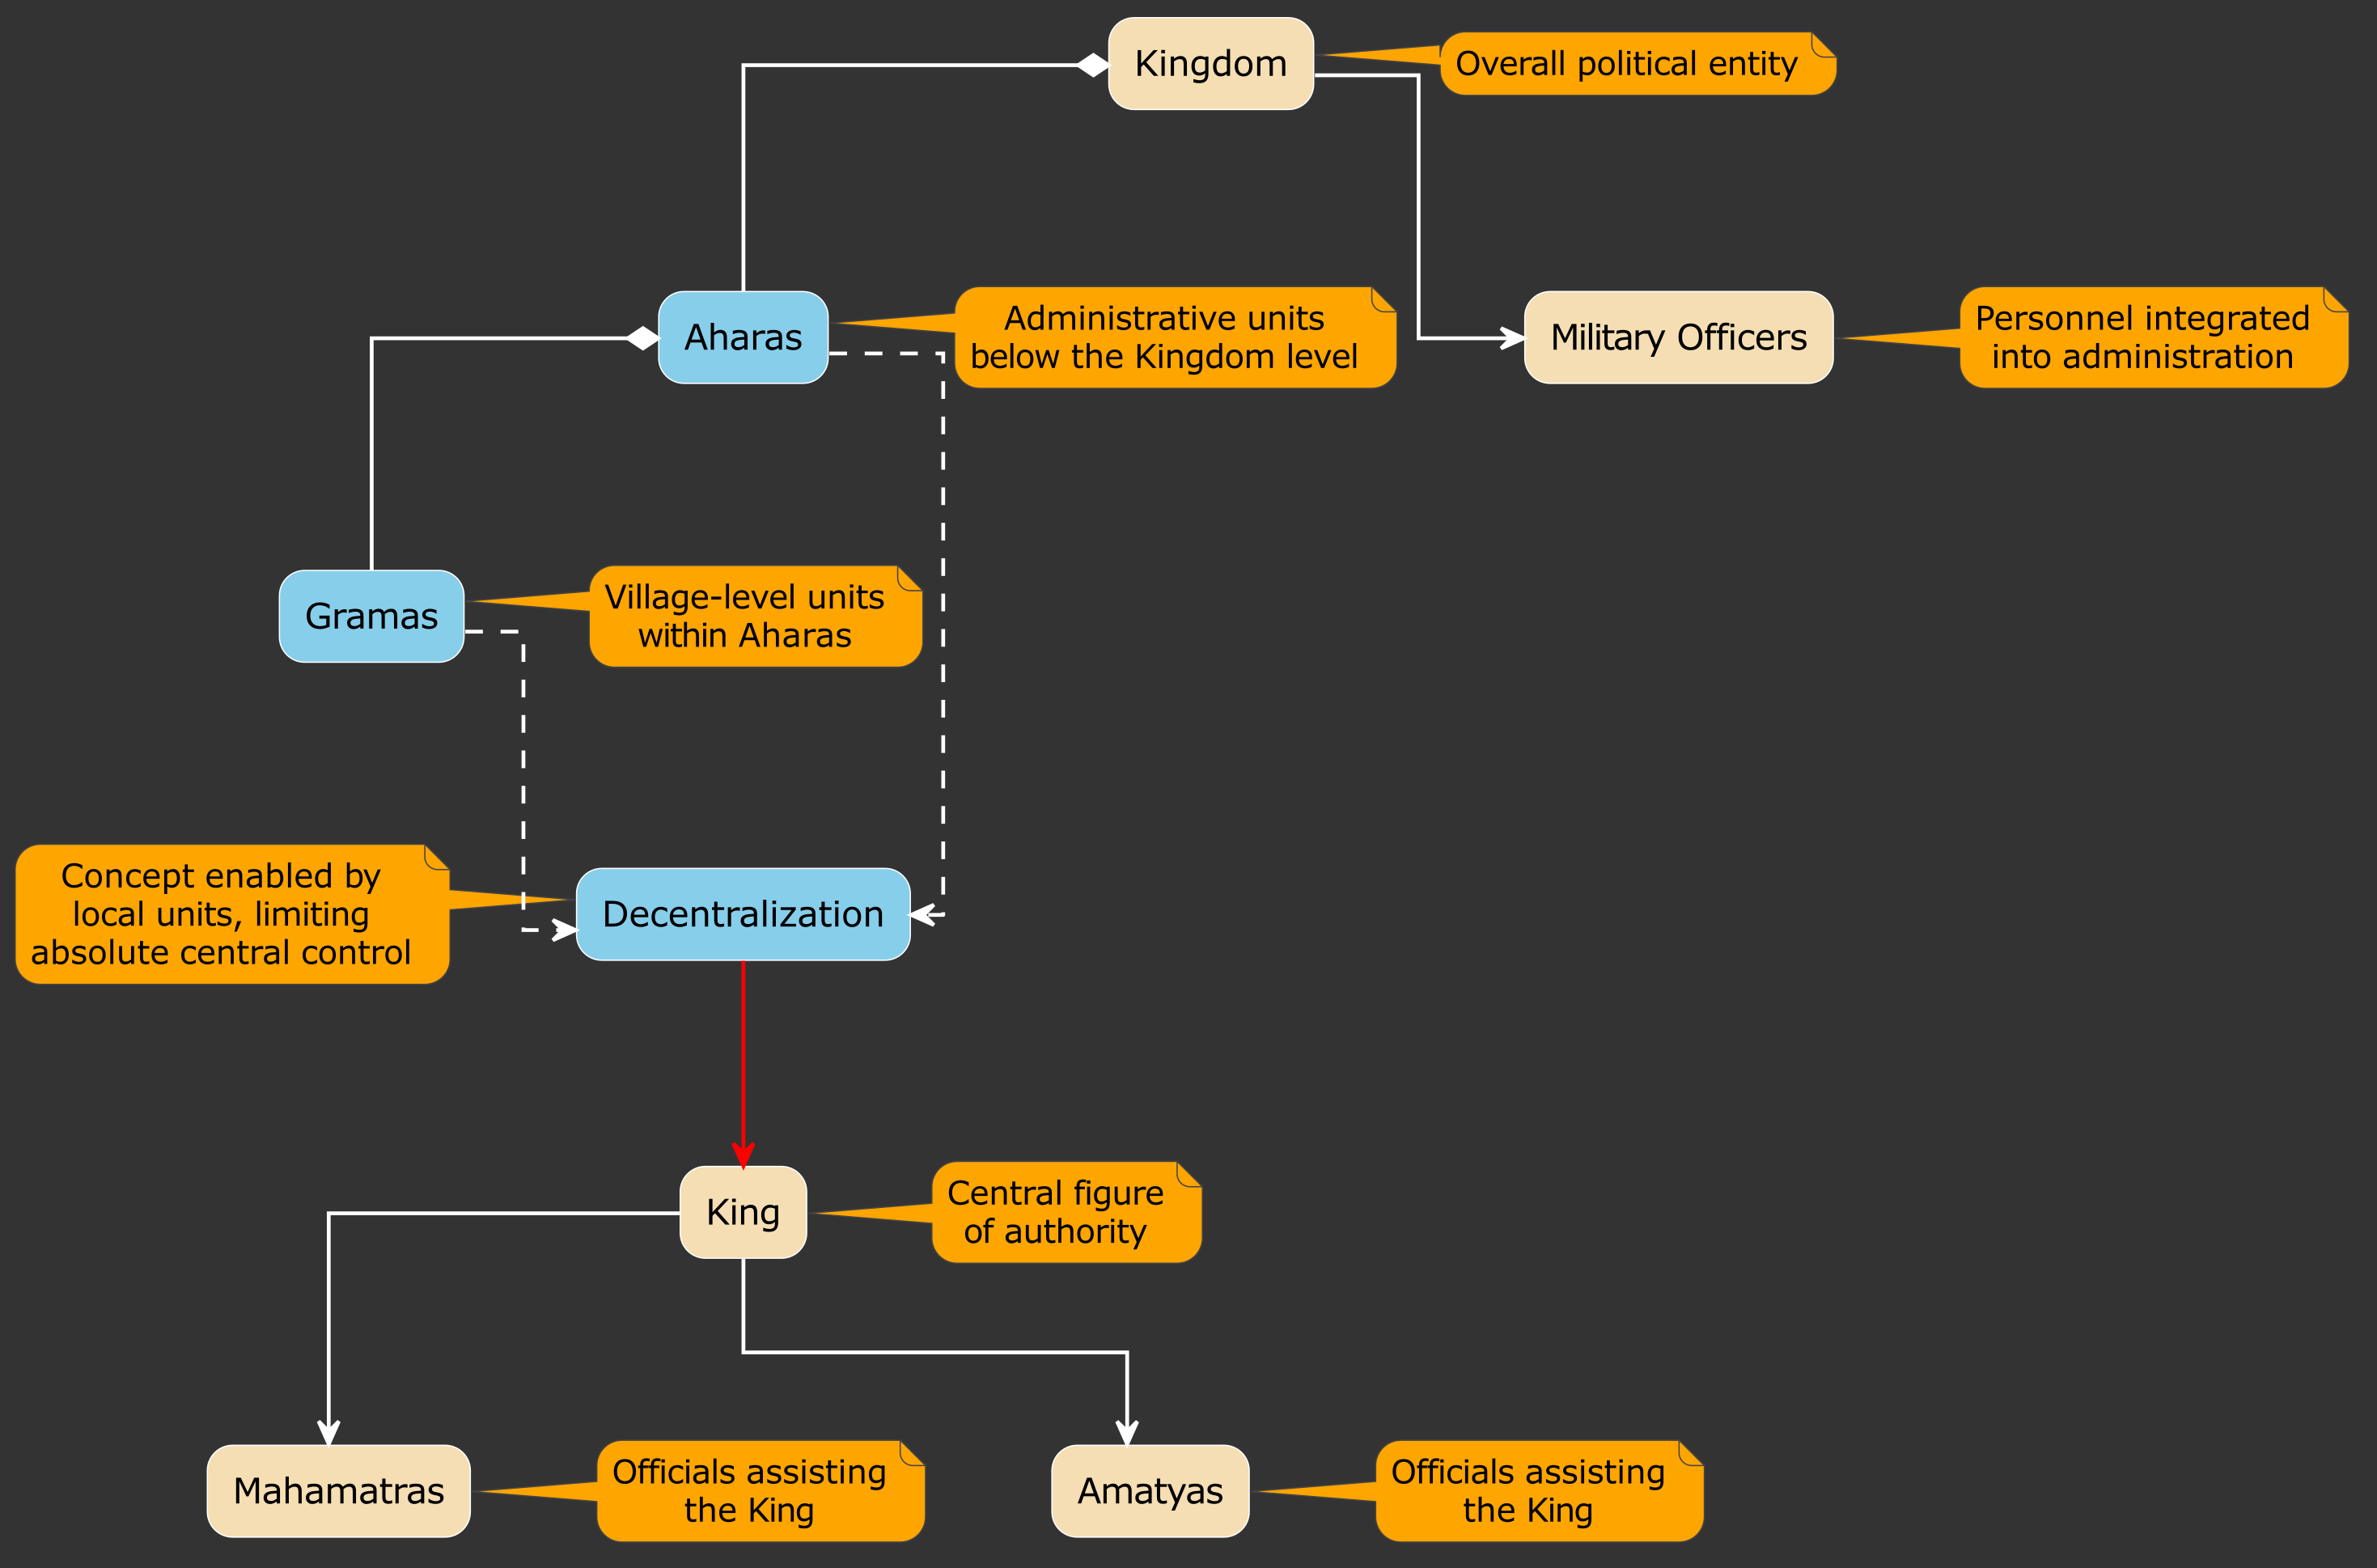 Kingdom
Overall political entity
Aharas
Administrative units
below the Kingdom level
Military Officers
Personnel integrated
into administration
Gramas
Village-level units
within Aharas
Concept enabled by
local units, limiting
absolute central control
Decentralization
King
Central figure
of authority
Mahamatras
Officials assisting
the King
Amatyas
Officials assisting
the King